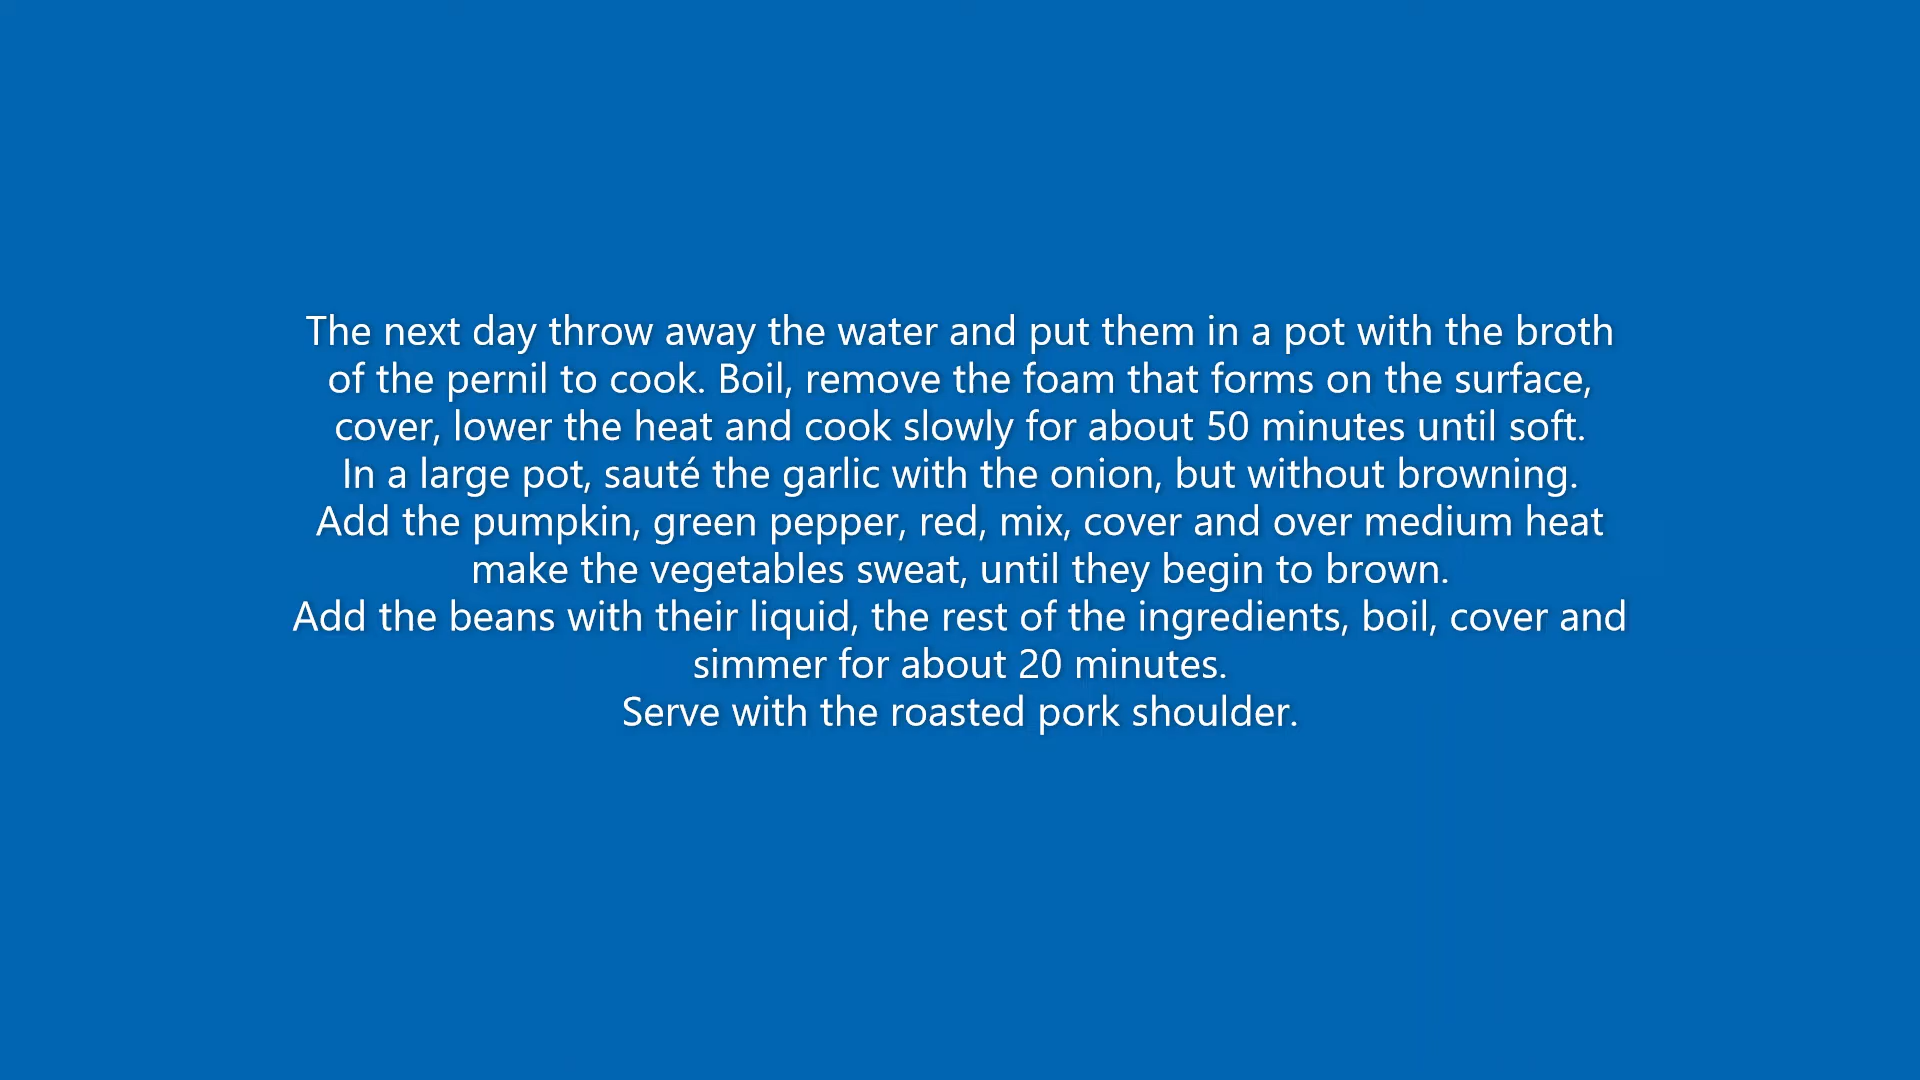 The next day throw away the water and put them in a pot with the broth
of the pernil to cook. Boil, remove the foam that forms on the surface,
cover, lower the heat and cook slowly for about 50 minutes until soft.
In a large pot, sauté the garlic with the onion, but without browning.
Add the pumpkin, green pepper, red, mix, cover and over medium heat
make the vegetables sweat, until they begin to brown.
Add the beans with their liquid, the rest of the ingredients, boil, cover and
simmer for about 20 minutes.
Serve with the roasted pork shoulder.